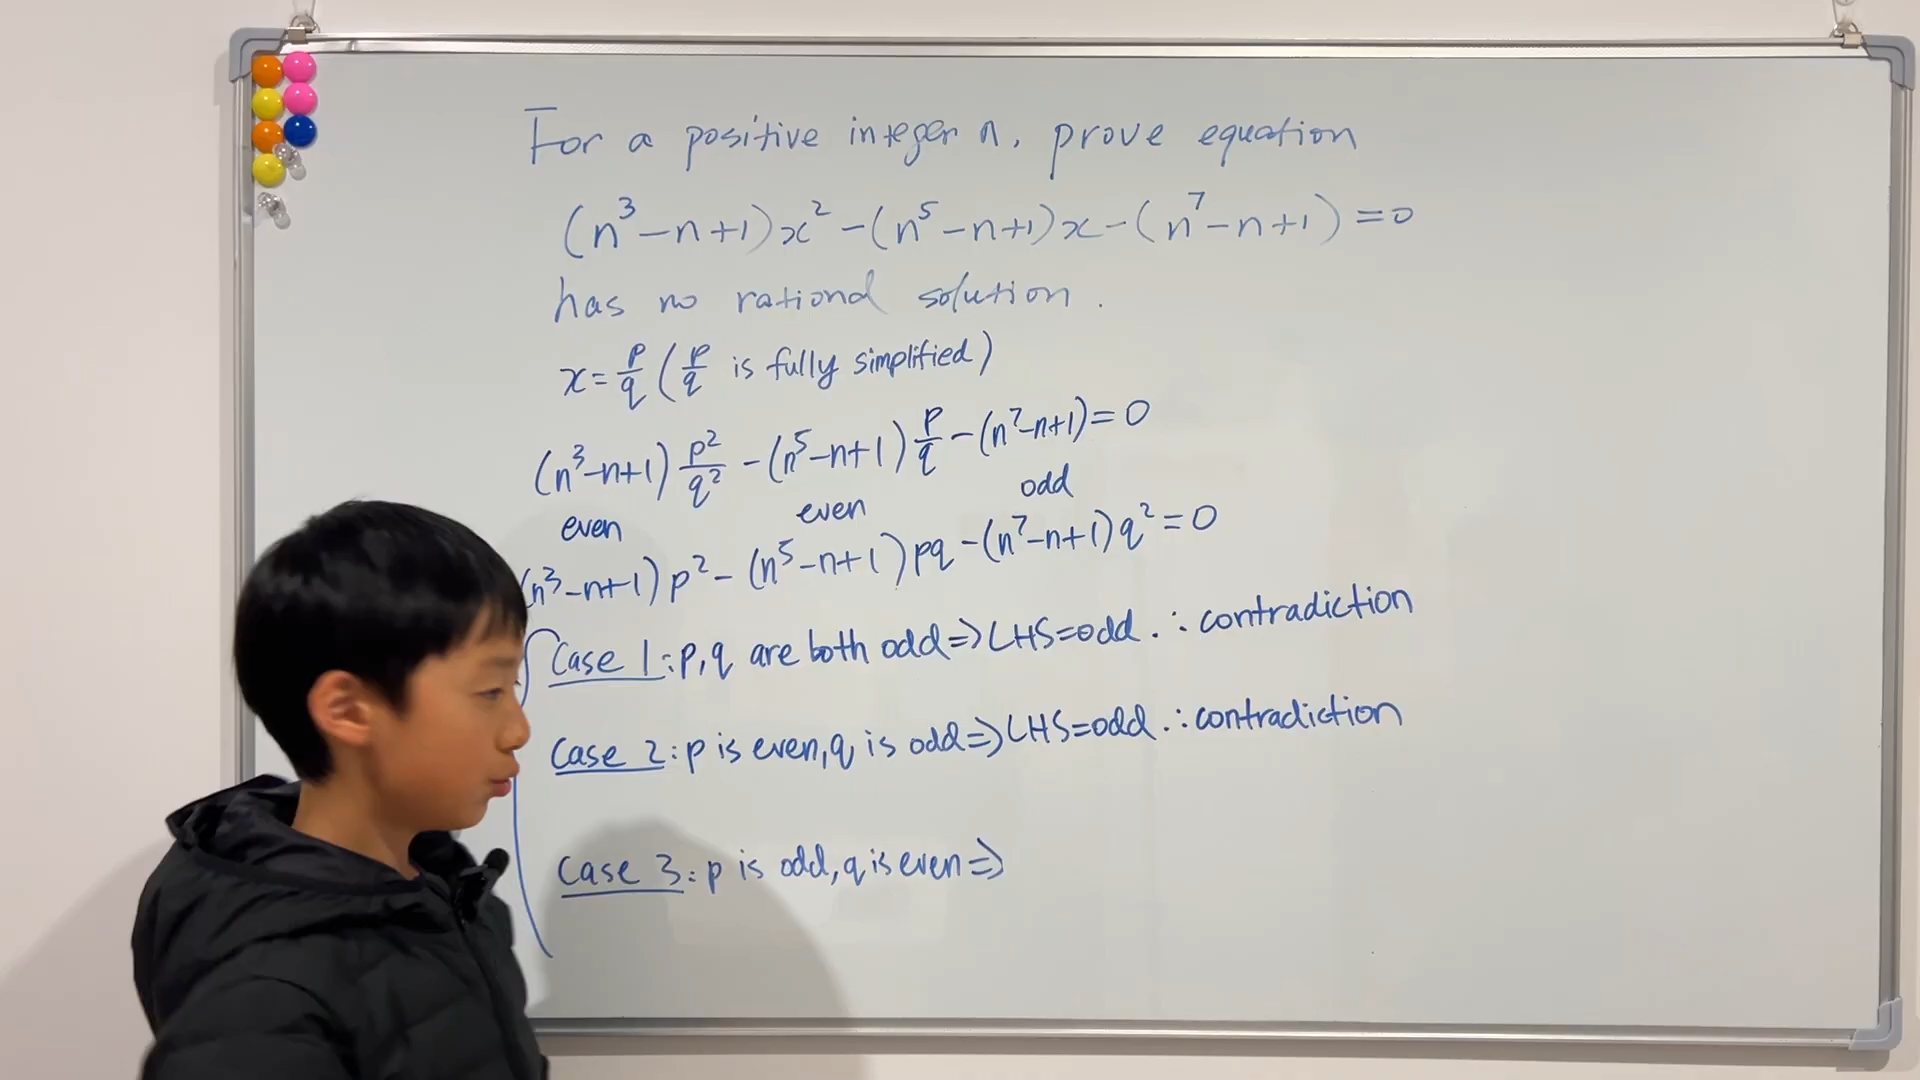 For a positive integer n, prove equation
(n³-n+1)x²-(n⁵-n+1)x-(n⁷-n+1)=0
has no rational solution.
x=p/q (p/q is fully simplified)
(n³-n+1) p²/q² - (n⁵-n+1) p/q - (n⁷-n+1)=0
even even odd
(n³-n+1)p²-(n⁵-n+1)pq-(n⁷-n+1)q²=0
Case 1: p,q are both odd⇒LHS=odd. ∴ contradiction
Case 2: p is even,q is odd⇒LHS=odd ∴ contradiction
Case 3: p is odd,q is even⇒